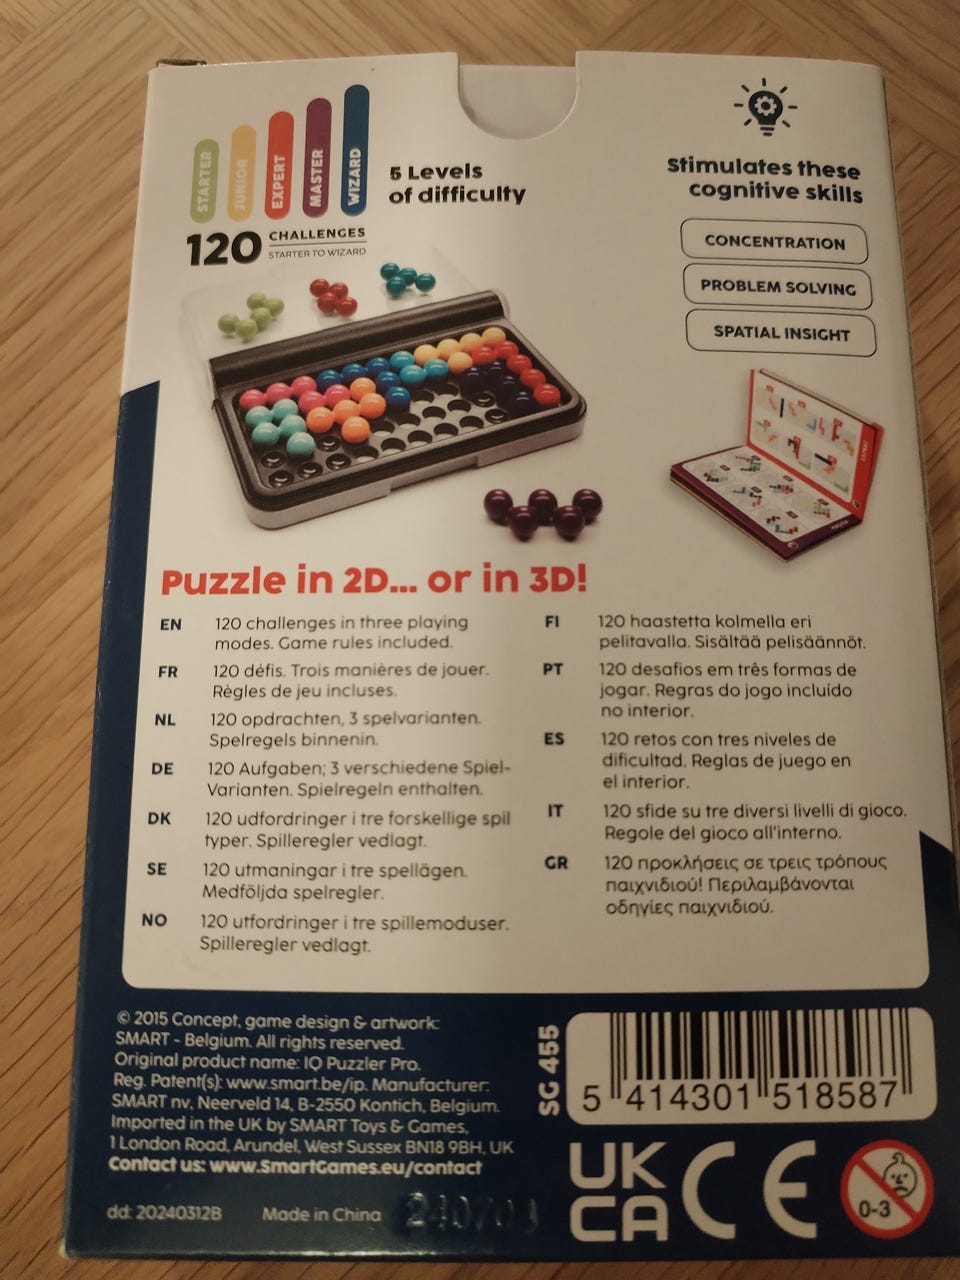 STARTER
JUNIOR
EXPERT
MASTER
WIZARD
5 Levels
of difficulty
120 CHALLENGES
STARTER TO WIZARD
Stimulates these
cognitive skills
CONCENTRATION
PROBLEM SOLVING
SPATIAL INSIGHT
Puzzle in 2D... or in 3D!
EN 120 challenges in three playing
modes. Game rules included.
FR 120 défis. Trois manières de jouer.
Règles de jeu incluses.
NL 120 opdrachten, 3 spelvarianten.
Spelregels binnenin.
DE 120 Aufgaben; 3 verschiedene Spiel-
Varianten. Spielregeln enthalten.
DK 120 udfordringer i tre forskellige spil
typer. Spilleregler vedlagt.
SE 120 utmaningar i tre spellägen.
Medföljda spelregler.
NO 120 utfordringer i tre spillemoduser.
Spilleregler vedlagt.
FI 120 haastetta kolmella eri
pelitavalla. Sisältää pelisäännöt.
PT 120 desafios em três formas de
jogar. Regras do jogo incluído
no interior.
ES 120 retos con tres niveles de
dificultad. Reglas de juego en
el interior.
IT 120 sfide su tre diversi livelli di gioco.
Regole del gioco all'interno.
GR 120 προκλήσεις σε τρεις τρόπους
παιχνιδιού! Περιλαμβάνονται
οδηγίες παιχνιδιού.
© 2015 Concept, game design & artwork:
SMART - Belgium. All rights reserved.
Original product name: IQ Puzzler Pro.
Reg. Patent(s): www.smart.be/ip. Manufacturer:
SMART nv, Neerveld 14, B-2550 Kontich, Belgium.
Imported in the UK by SMART Toys & Games,
1 London Road, Arundel, West Sussex BN18 9BH, UK
Contact us: www.SmartGames.eu/contact
dd: 20240312B Made in China
SG 455
5 414301 518587
UK
CA CE
0-3